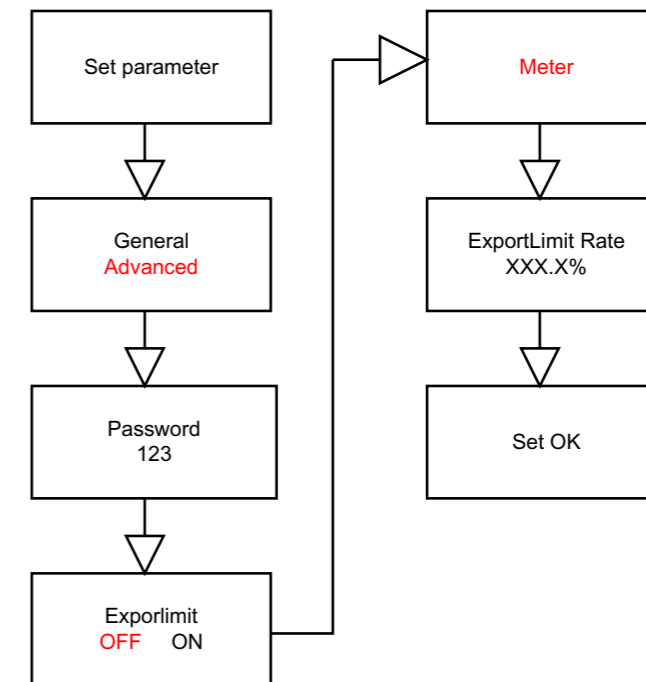 Set parameter
General
Advanced
Password
123
Exporlimit
OFF ON
Meter
ExportLimit Rate
XXX.X%
Set OK